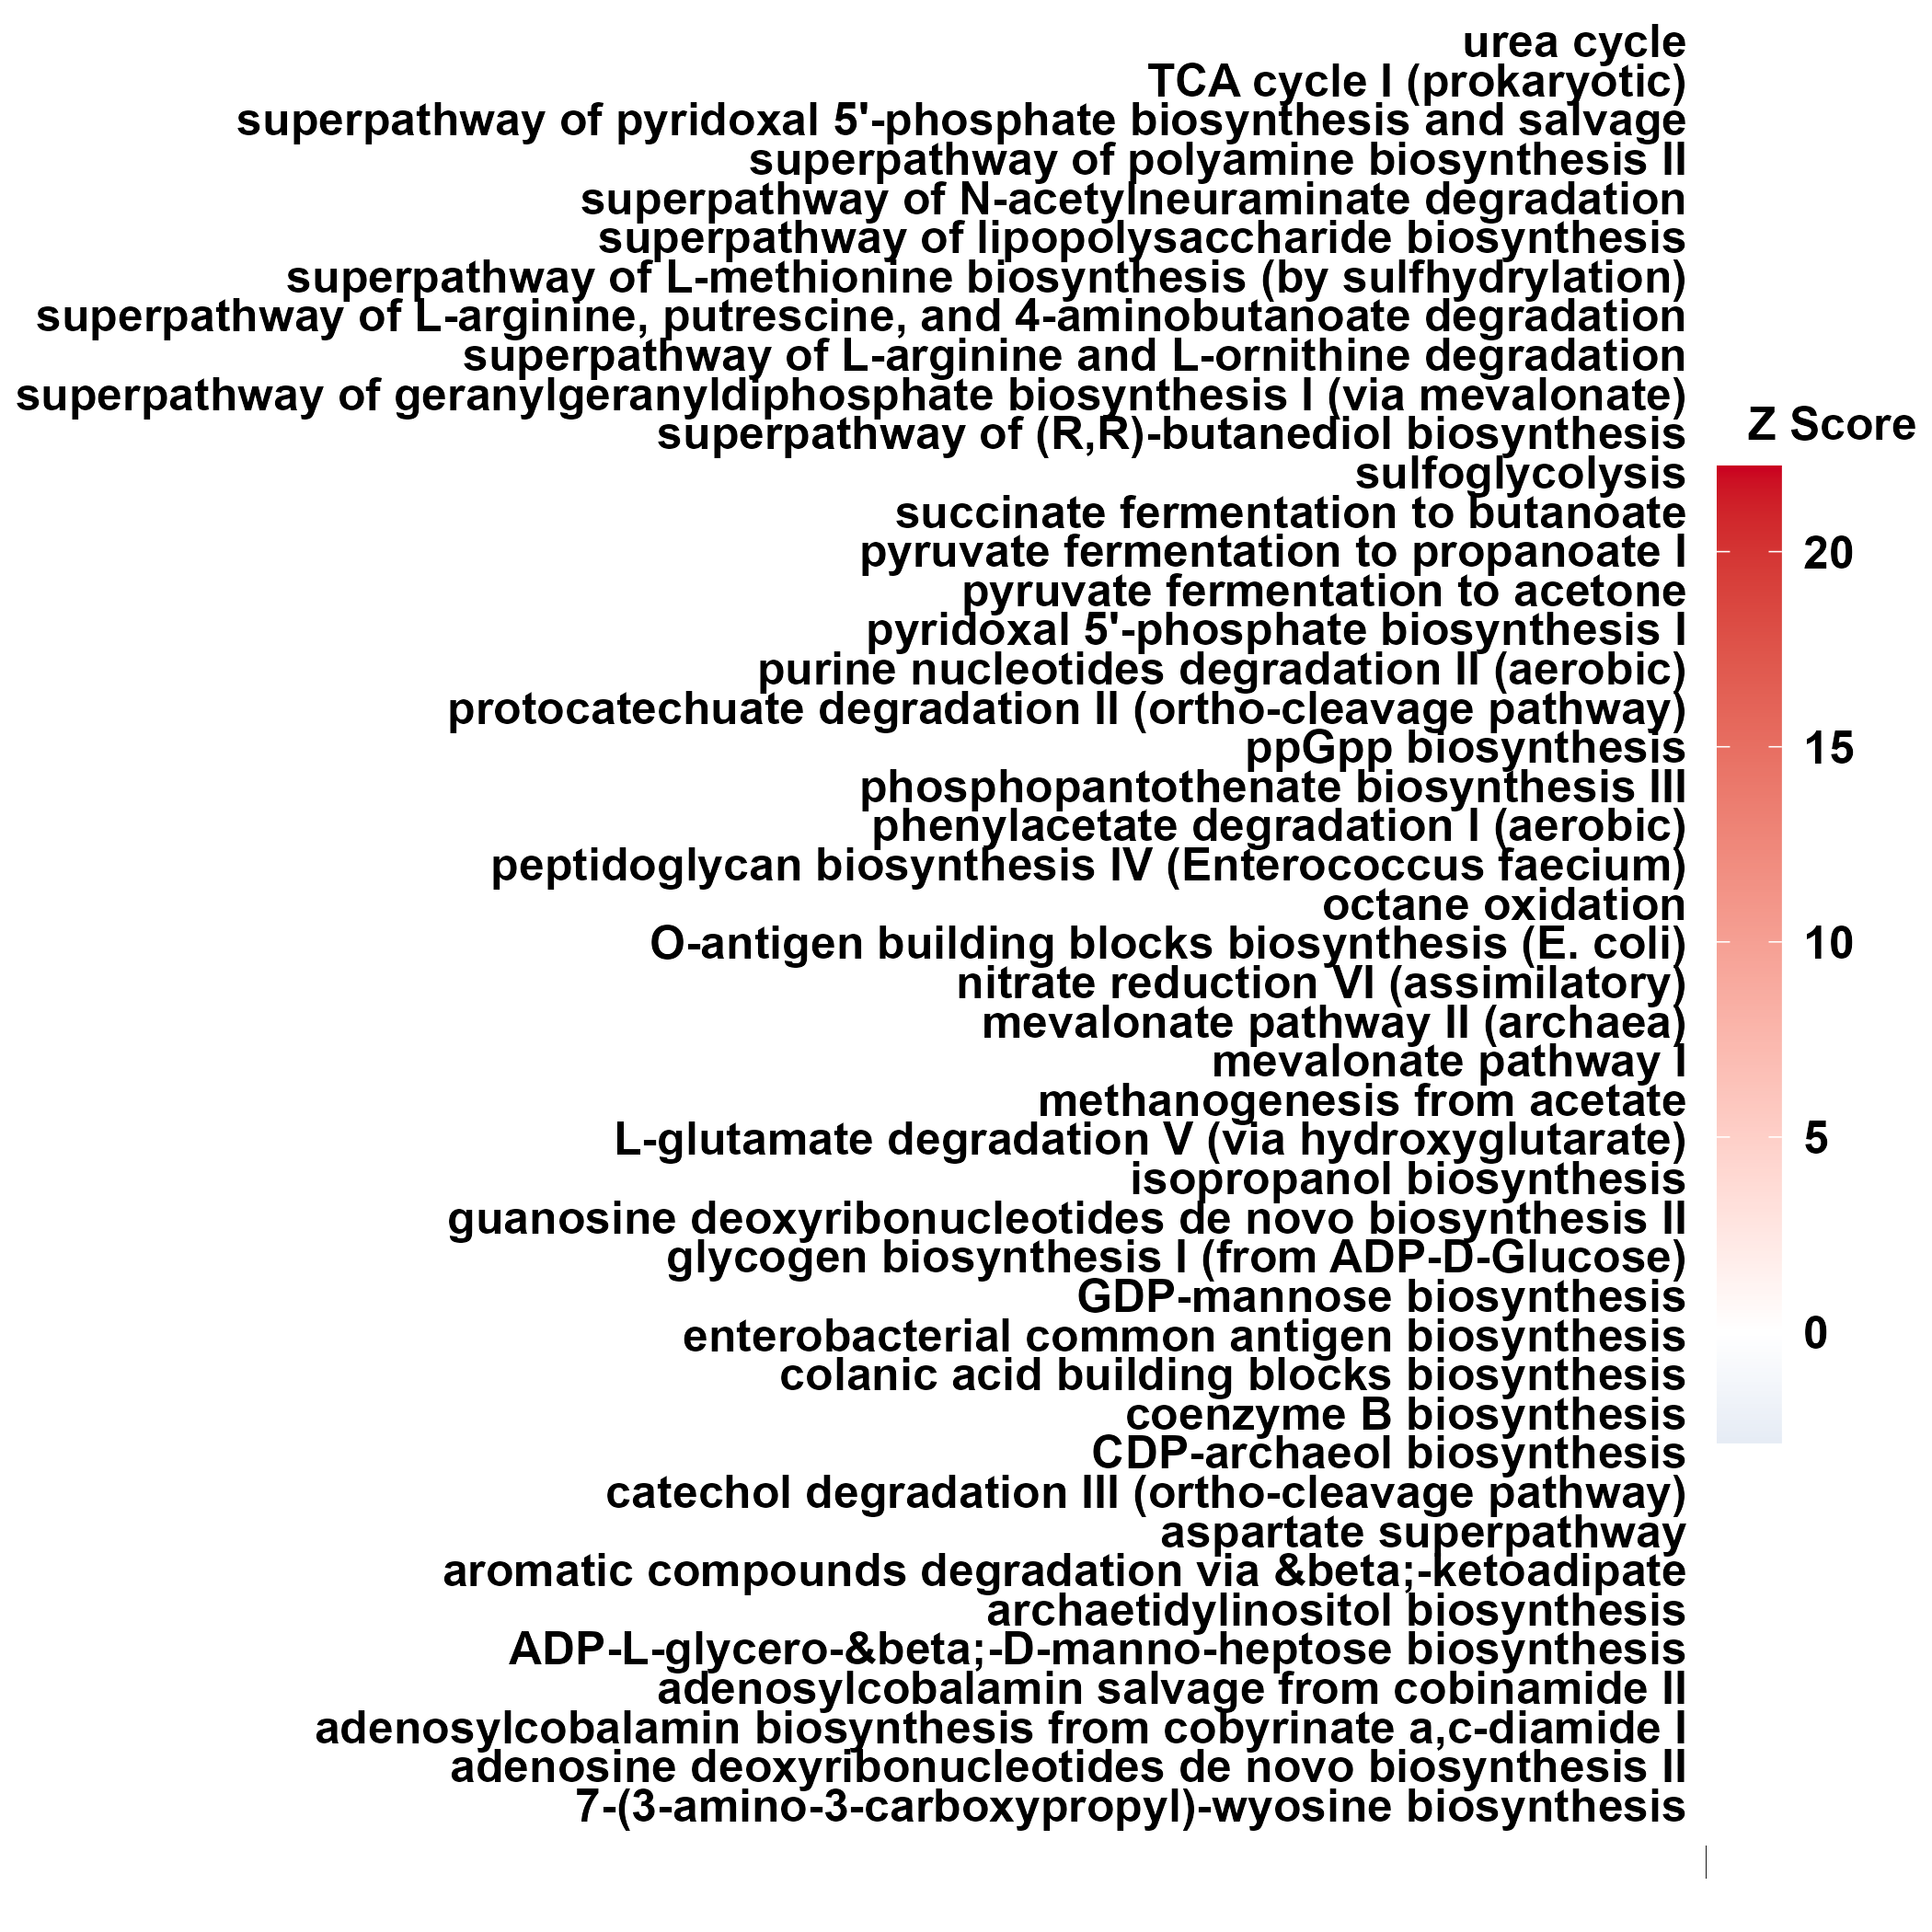 urea cycle
TCA cycle I (prokaryotic)
superpathway of pyridoxal 5'-phosphate biosynthesis and salvage
superpathway of polyamine biosynthesis II
superpathway of N-acetylneuraminate degradation
superpathway of lipopolysaccharide biosynthesis
superpathway of L-methionine biosynthesis (by sulfhydrylation)
superpathway of L-arginine, putrescine, and 4-aminobutanoate degradation
superpathway of L-arginine and L-ornithine degradation
superpathway of geranylgeranyldiphosphate biosynthesis I (via mevalonate)
superpathway of (R,R)-butanediol biosynthesis
sulfoglycolysis
succinate fermentation to butanoate
pyruvate fermentation to propanoate I
pyruvate fermentation to acetone
pyridoxal 5'-phosphate biosynthesis I
purine nucleotides degradation II (aerobic)
protocatechuate degradation II (ortho-cleavage pathway)
ppGpp biosynthesis
phosphopantothenate biosynthesis III
phenylacetate degradation I (aerobic)
peptidoglycan biosynthesis IV (Enterococcus faecium)
octane oxidation
O-antigen building blocks biosynthesis (E. coli)
nitrate reduction VI (assimilatory)
mevalonate pathway II (archaea)
mevalonate pathway I
methanogenesis from acetate
L-glutamate degradation V (via hydroxyglutarate)
isopropanol biosynthesis
guanosine deoxyribonucleotides de novo biosynthesis II
glycogen biosynthesis I (from ADP-D-Glucose)
GDP-mannose biosynthesis
enterobacterial common antigen biosynthesis
colanic acid building blocks biosynthesis
coenzyme B biosynthesis
CDP-archaeol biosynthesis
catechol degradation III (ortho-cleavage pathway)
aspartate superpathway
aromatic compounds degradation via &beta;-ketoadipate
archaetidylinositol biosynthesis
ADP-L-glycero-&beta;-D-manno-heptose biosynthesis
adenosylcobalamin salvage from cobinamide II
adenosylcobalamin biosynthesis from cobyrinate a,c-diamide I
adenosine deoxyribonucleotides de novo biosynthesis II
7-(3-amino-3-carboxypropyl)-wyosine biosynthesis
Z Score
20
15
10
5
0